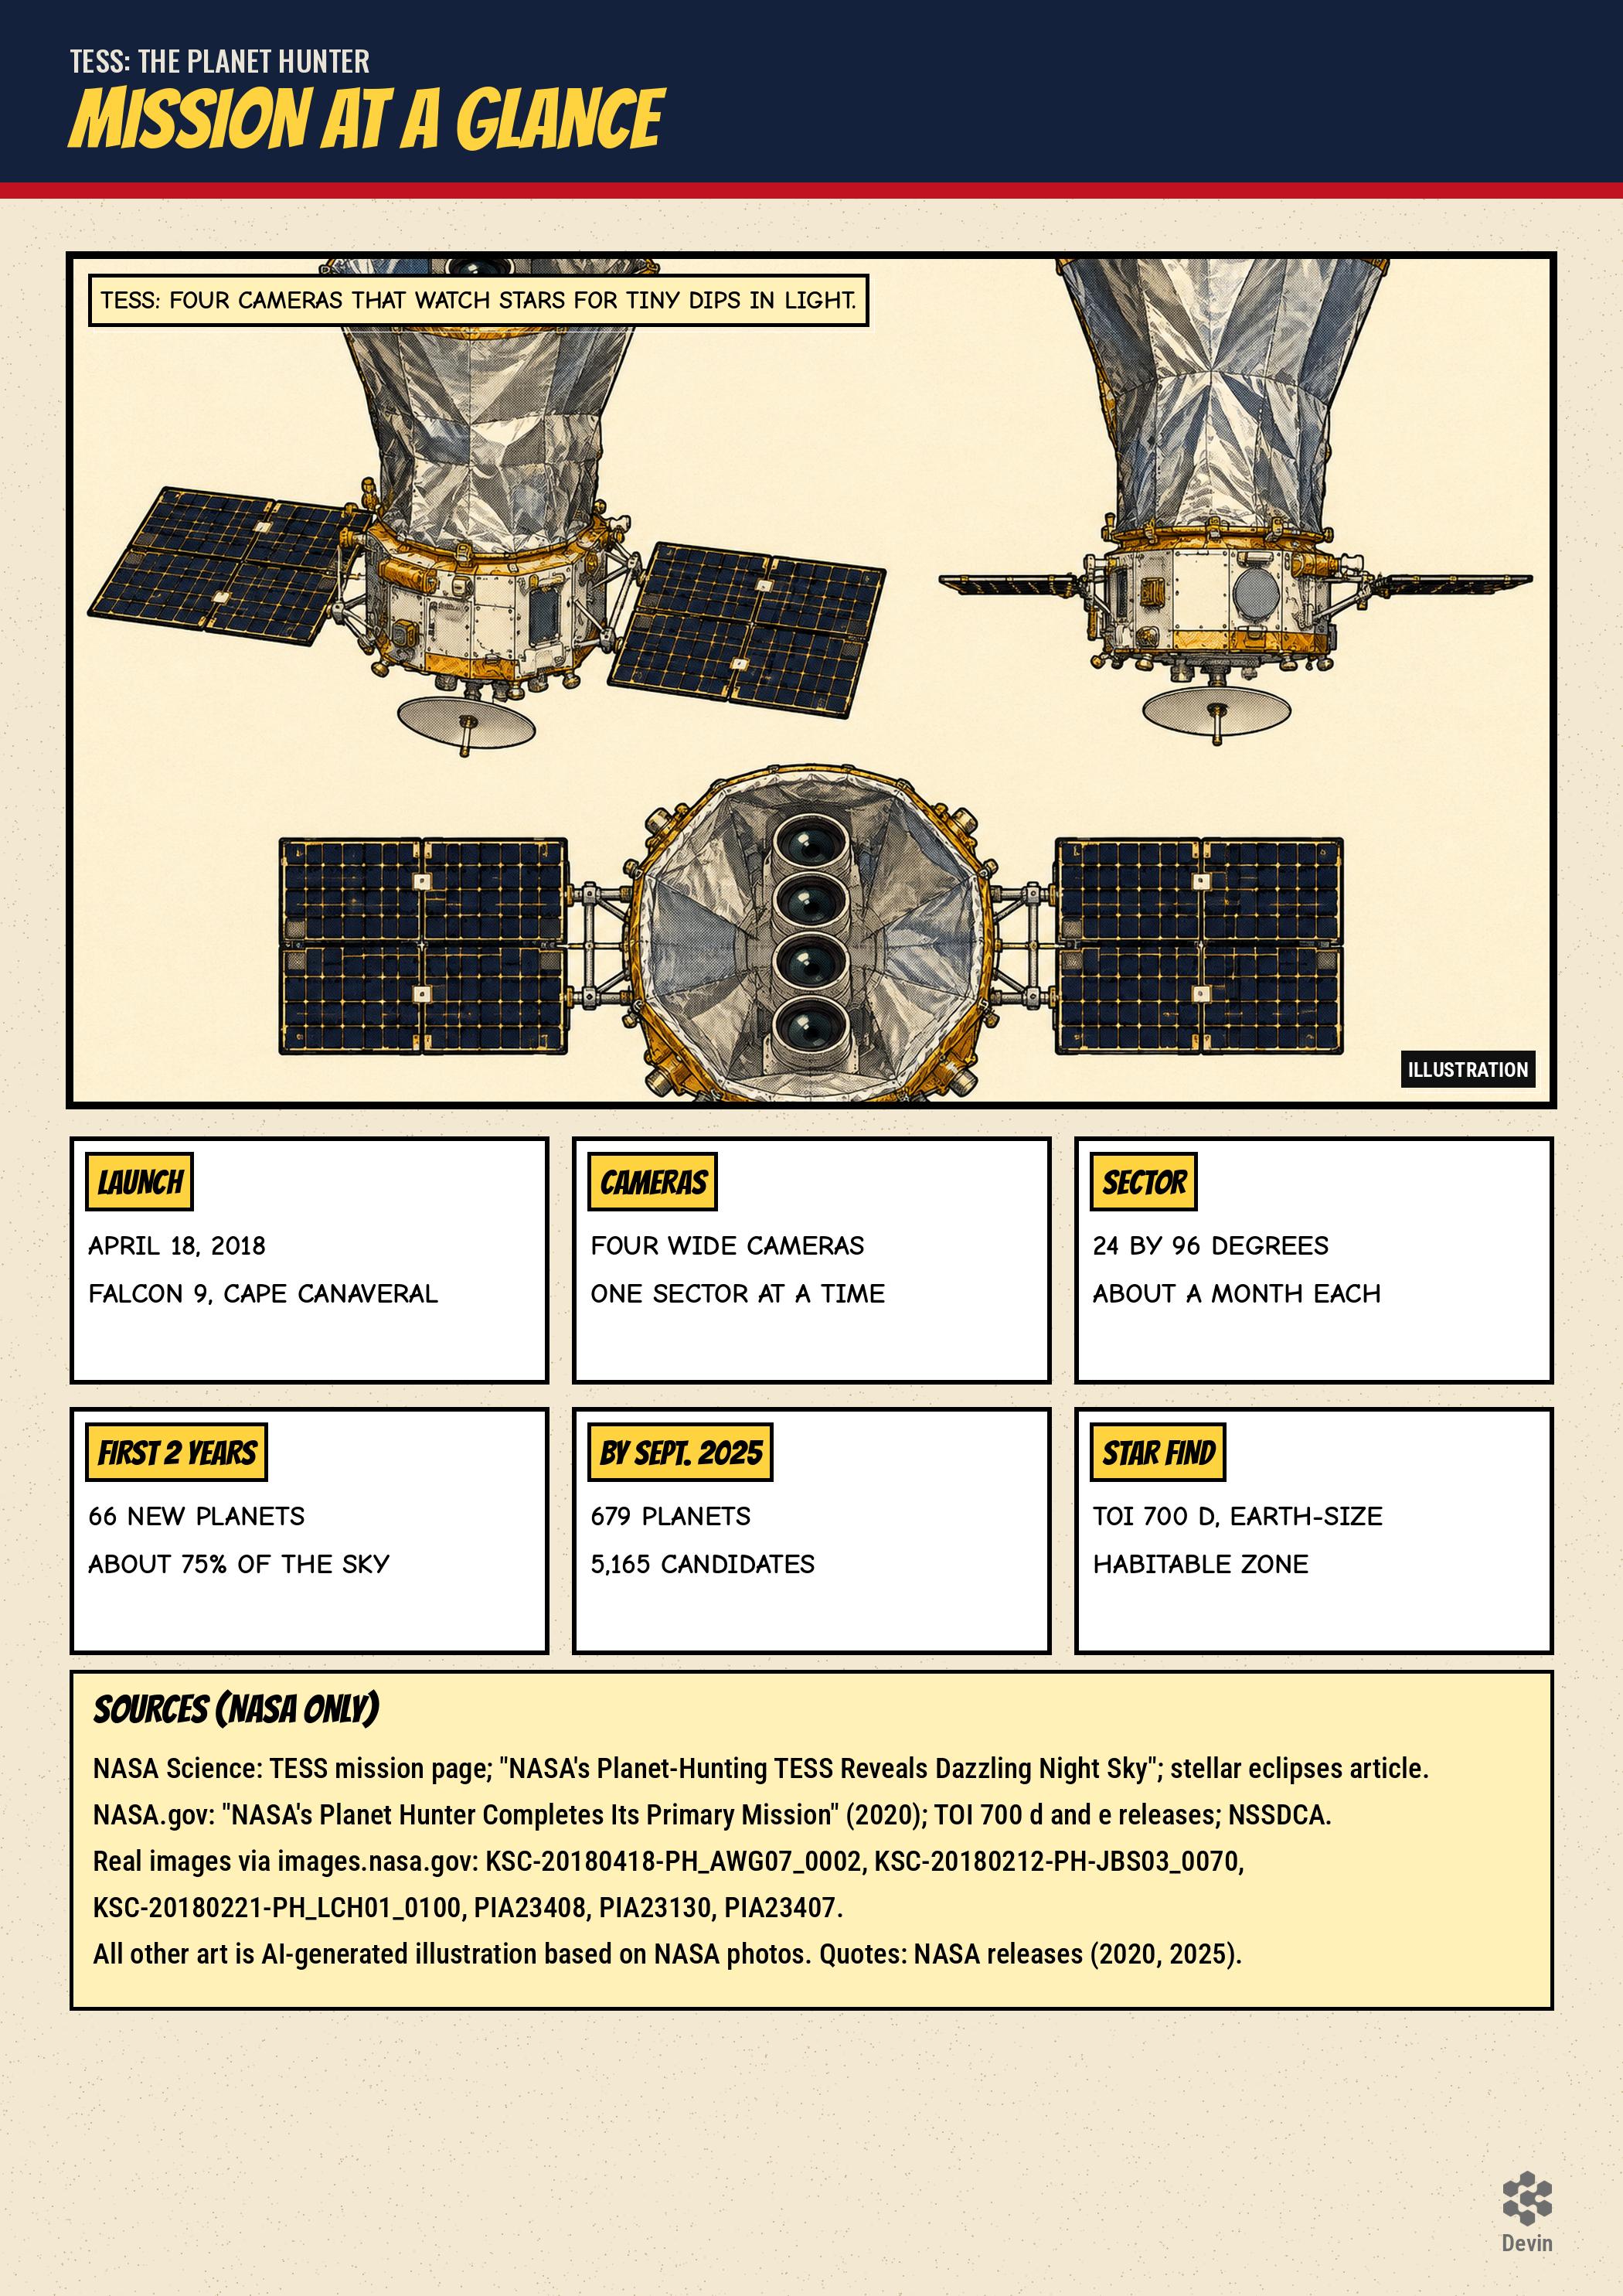 TESS: THE PLANET HUNTER
MISSION AT A GLANCE
TESS: FOUR CAMERAS THAT WATCH STARS FOR TINY DIPS IN LIGHT.
ILLUSTRATION
LAUNCH
APRIL 18, 2018
FALCON 9, CAPE CANAVERAL
CAMERAS
FOUR WIDE CAMERAS
ONE SECTOR AT A TIME
SECTOR
24 BY 96 DEGREES
ABOUT A MONTH EACH
FIRST 2 YEARS
66 NEW PLANETS
ABOUT 75% OF THE SKY
BY SEPT. 2025
679 PLANETS
5,165 CANDIDATES
STAR FIND
TOI 700 D, EARTH-SIZE
HABITABLE ZONE
SOURCES (NASA ONLY)
NASA Science: TESS mission page; "NASA's Planet-Hunting TESS Reveals Dazzling Night Sky"; stellar eclipses article.
NASA.gov: "NASA's Planet Hunter Completes Its Primary Mission" (2020); TOI 700 d and e releases; NSSDCA.
Real images via images.nasa.gov: KSC-20180418-PH_AWG07_0002, KSC-20180212-PH-JBS03_0070,
KSC-20180221-PH_LCH01_0100, PIA23408, PIA23130, PIA23407.
All other art is AI-generated illustration based on NASA photos. Quotes: NASA releases (2020, 2025).
Devin